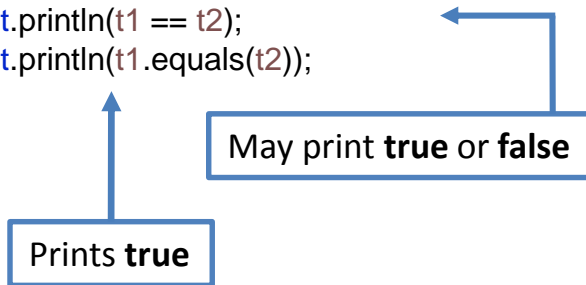 t.println(t1 == t2);
t.println(t1.equals(t2));
May print true or false
Prints true